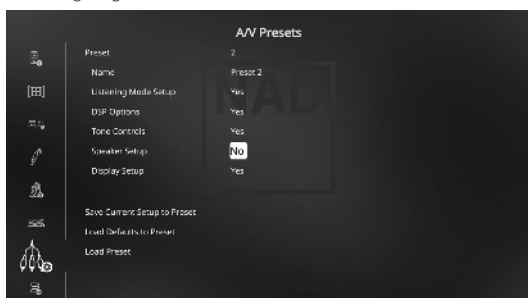 A/V Presets
Preset 2
Name Preset 2
Listening Mode Setup Yes
DSP Options Yes
Tone Controls Yes
Speaker Setup No
Display Setup Yes
Save Current Setup to Preset
Load Defaults to Preset
Load Preset
NAD